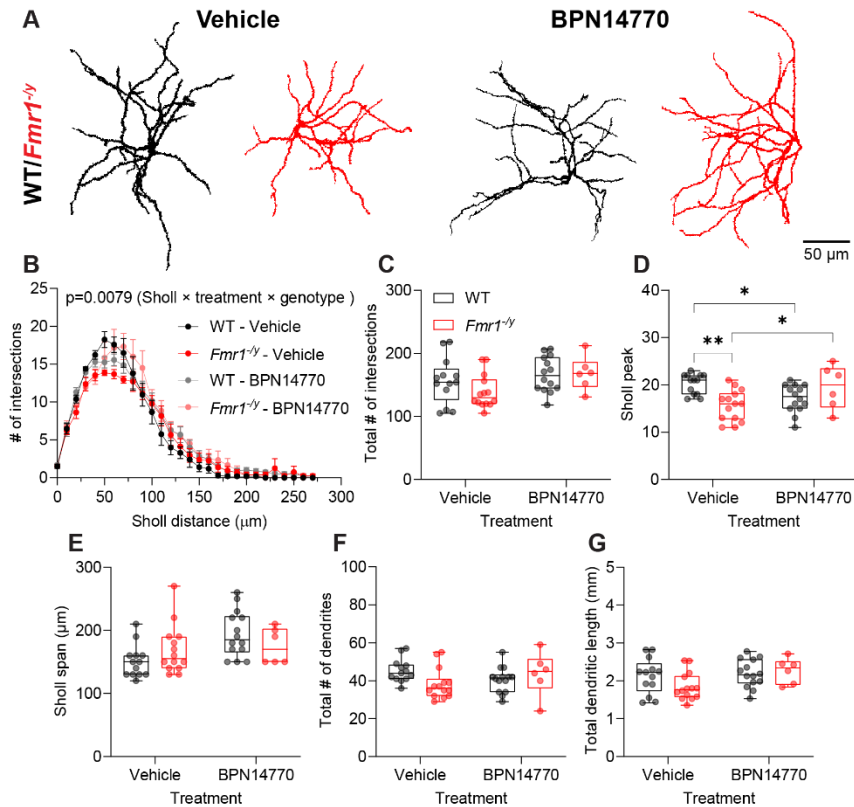 A
Vehicle
BPN14770
WT/Fmr1-/y
50 µm
B
p=0.0079 (Sholl × treatment × genotype )
WT - Vehicle
Fmr1-/y - Vehicle
WT - BPN14770
Fmr1-/y - BPN14770
# of intersections
25
20
15
10
5
0
0 50 100 150 200 250 300
Sholl distance (µm)
C
WT
Fmr1-/y
Total # of intersections
300
200
100
0
Vehicle BPN14770
Treatment
D
*
**
*
Sholl peak
40
30
20
10
0
Vehicle BPN14770
Treatment
E
Sholl span (µm)
300
200
100
0
Vehicle BPN14770
Treatment
F
Total # of dendrites
100
80
60
40
20
0
Vehicle BPN14770
Treatment
G
Total dendritic length (mm)
5
4
3
2
1
0
Vehicle BPN14770
Treatment